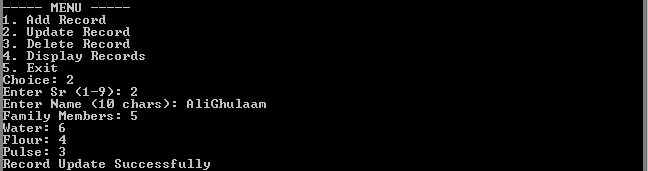 ----- MENU -----
1. Add Record
2. Update Record
3. Delete Record
4. Display Records
5. Exit
Choice: 2
Enter Sr (1-9): 2
Enter Name (10 chars): AliGhulaam
Family Members: 5
Water: 6
Flour: 4
Pulse: 3
Record Update Successfully